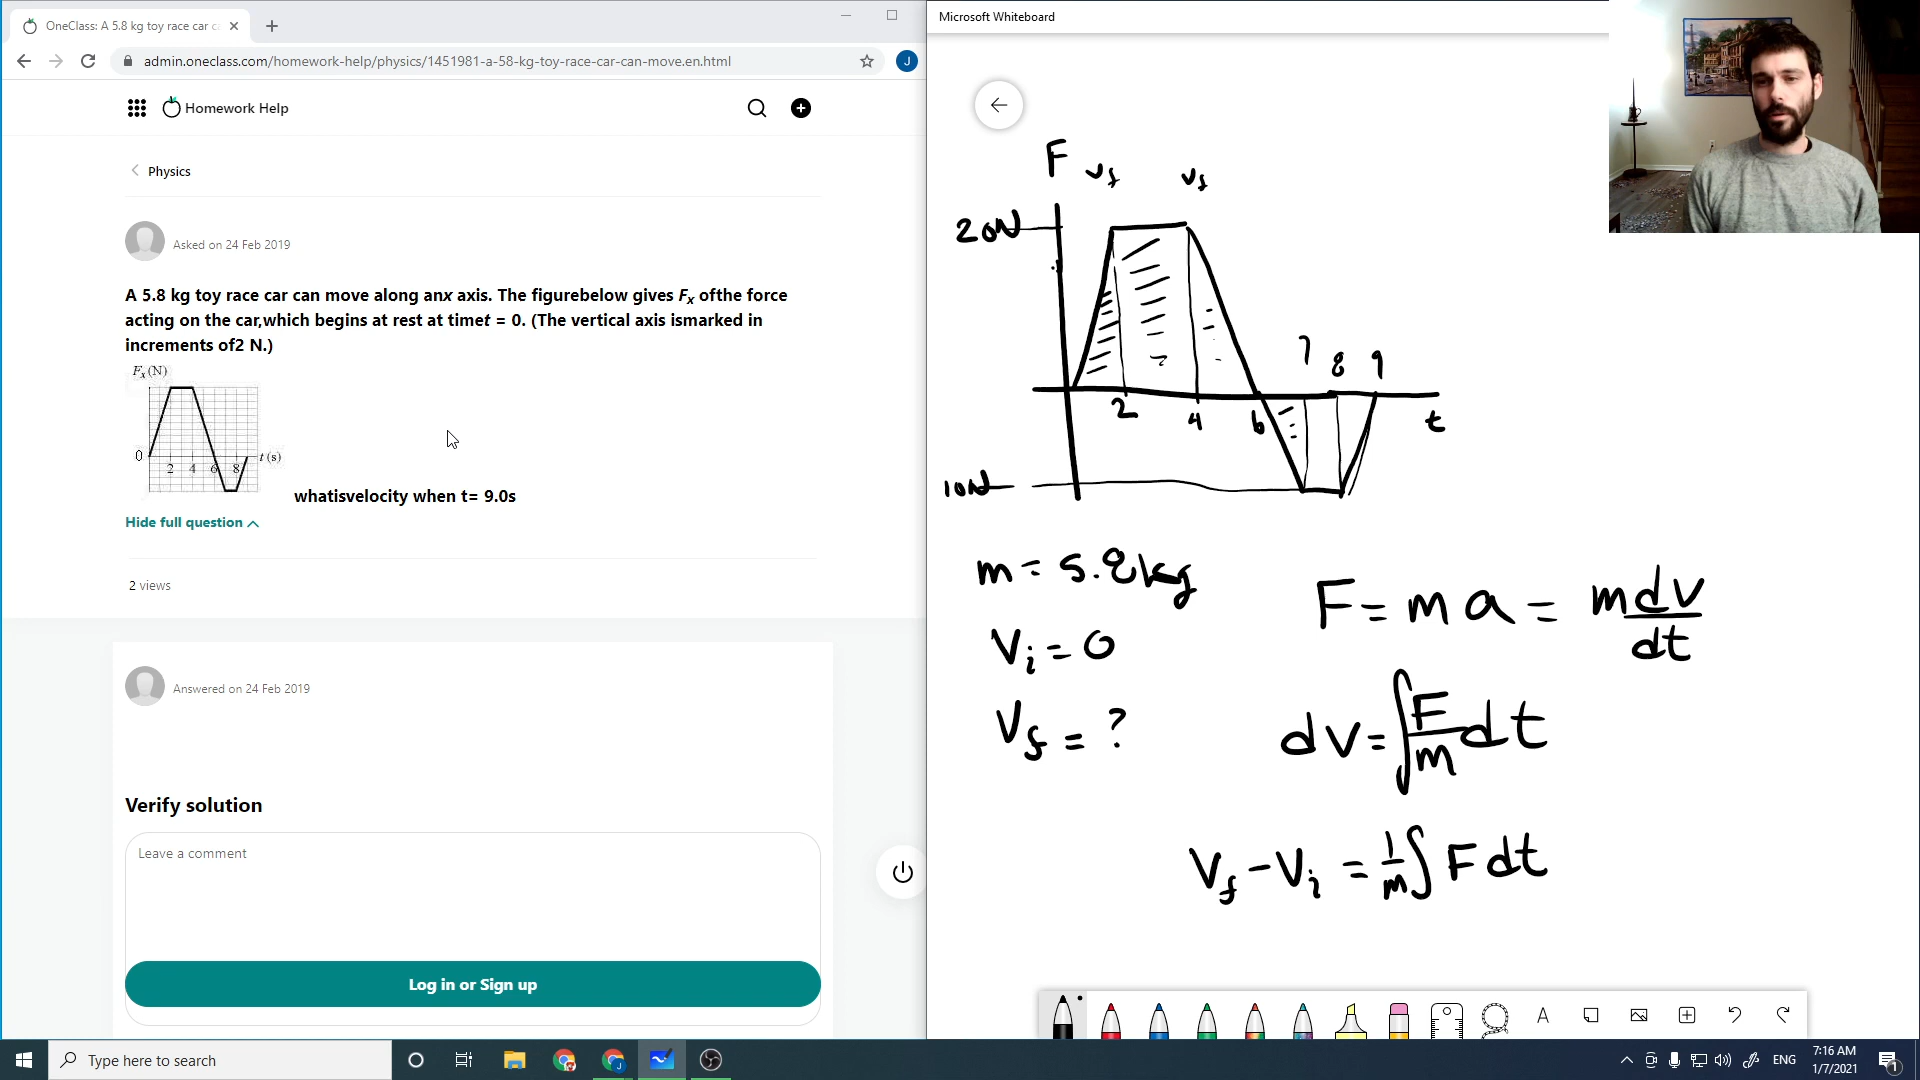 OneClass: A 5.8 kg toy race car c
admin.oneclass.com/homework-help/physics/1451981-a-58-kg-toy-race-car-can-move.en.html
J
Homework Help
Physics
Asked on 24 Feb 2019
A 5.8 kg toy race car can move along anx axis. The figurebelow gives Fx ofthe force
acting on the car,which begins at rest at timet = 0. (The vertical axis ismarked in
increments of2 N.)
Fx (N)
0
2 4 6 8
t (s)
whatisvelocity when t= 9.0s
Hide full question
2 views
Answered on 24 Feb 2019
Verify solution
Leave a comment
Log in or Sign up
Microsoft Whiteboard
F
vf vf
20N
7 8 9
2 4 6 t
10N
m = 5.8kg
Vi = 0
Vf = ?
F = ma = mdv/dt
dv = ∫F/m dt
Vf - Vi = 1/m ∫ F dt
Type here to search
ENG
7:16 AM
1/7/2021
1